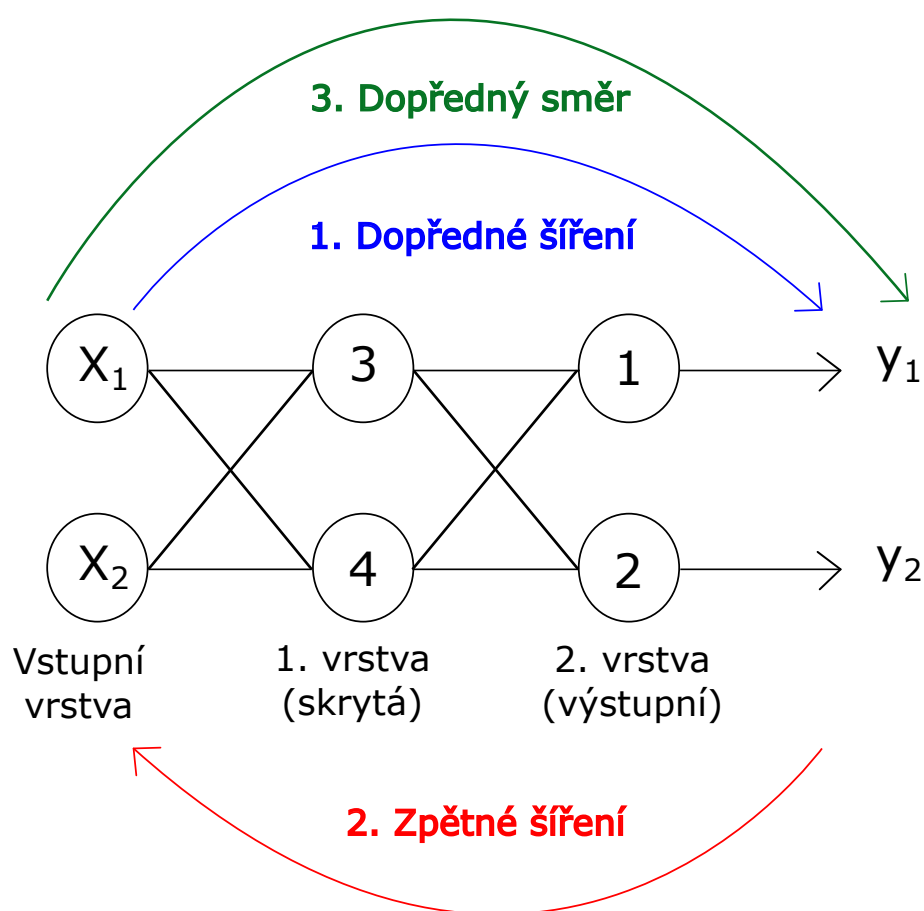 3. Dopředný směr
1. Dopředné šíření
X₁
3
1
y₁
X₂
4
2
y₂
Vstupní
vrstva
1. vrstva
(skrytá)
2. vrstva
(výstupní)
2. Zpětné šíření